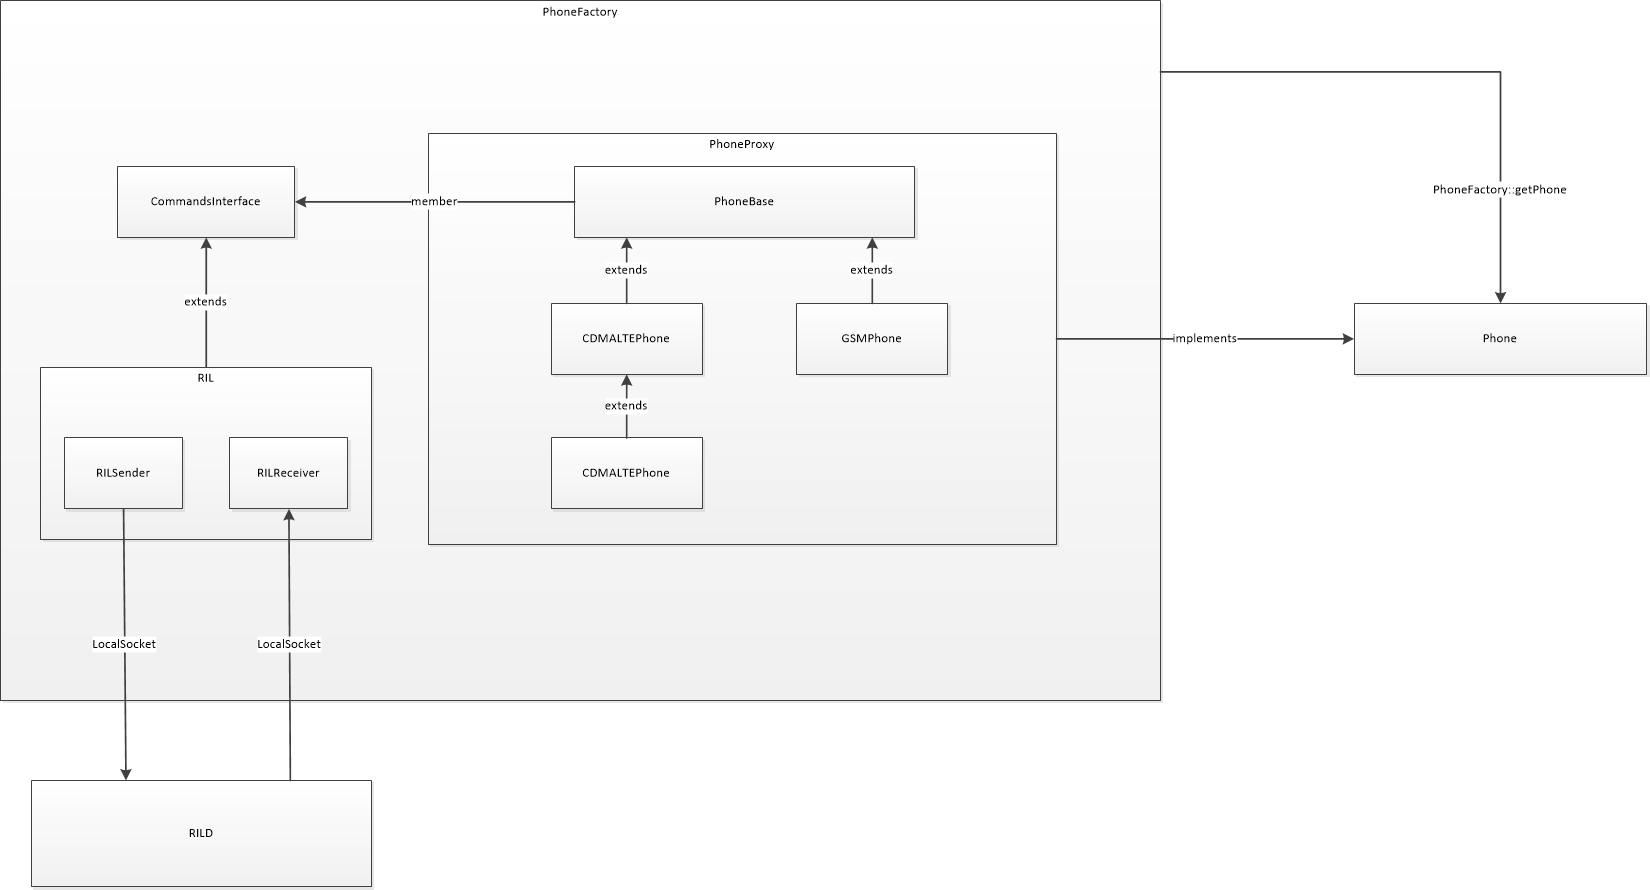 PhoneFactory
PhoneProxy
PhoneFactory::getPhone
CommandsInterface
member
PhoneBase
extends
extends
extends
implements
Phone
CDMALTEPhone
GSMPhone
RIL
extends
RILSender
RILReceiver
CDMALTEPhone
LocalSocket
LocalSocket
RILD